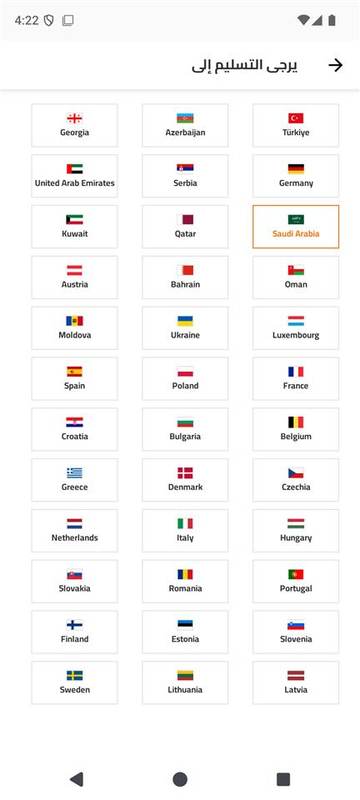 4:22
يرجى التسليم إلى
Türkiye
Azerbaijan
Georgia
Germany
Serbia
United Arab Emirates
Saudi Arabia
Qatar
Kuwait
Oman
Bahrain
Austria
Luxembourg
Ukraine
Moldova
France
Poland
Spain
Belgium
Bulgaria
Croatia
Czechia
Denmark
Greece
Hungary
Italy
Netherlands
Portugal
Romania
Slovakia
Slovenia
Estonia
Finland
Latvia
Lithuania
Sweden